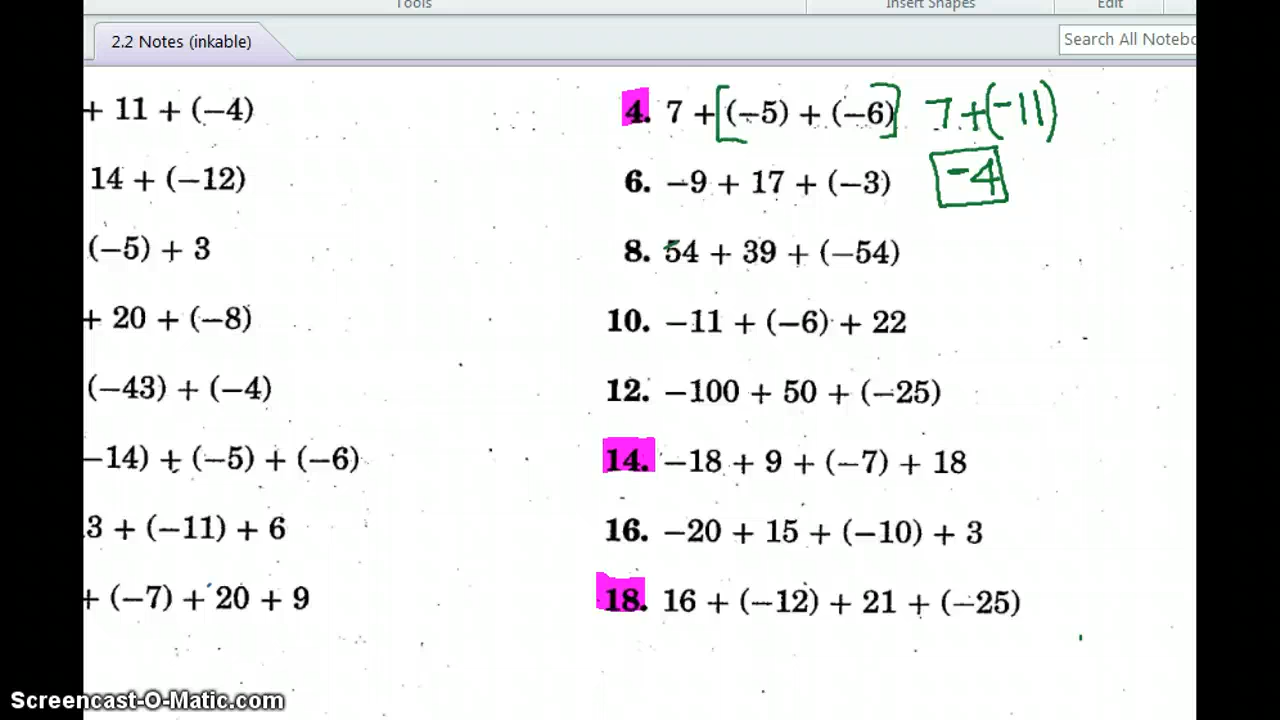 Tools
Insert Shapes
Edit
2.2 Notes (inkable)
Search All Notebo
+ 11 + (−4)
14 + (−12)
(−5) + 3
+ 20 + (−8)
(−43) + (−4)
−14) + (−5) + (−6)
3 + (−11) + 6
+ (−7) + 20 + 9
4. 7 + [(−5) + (−6)] 7 + (-11)
-4
6. −9 + 17 + (−3)
8. 54 + 39 + (−54)
10. −11 + (−6) + 22
12. −100 + 50 + (−25)
14. −18 + 9 + (−7) + 18
16. −20 + 15 + (−10) + 3
18. 16 + (−12) + 21 + (−25)
Screencast-O-Matic.com